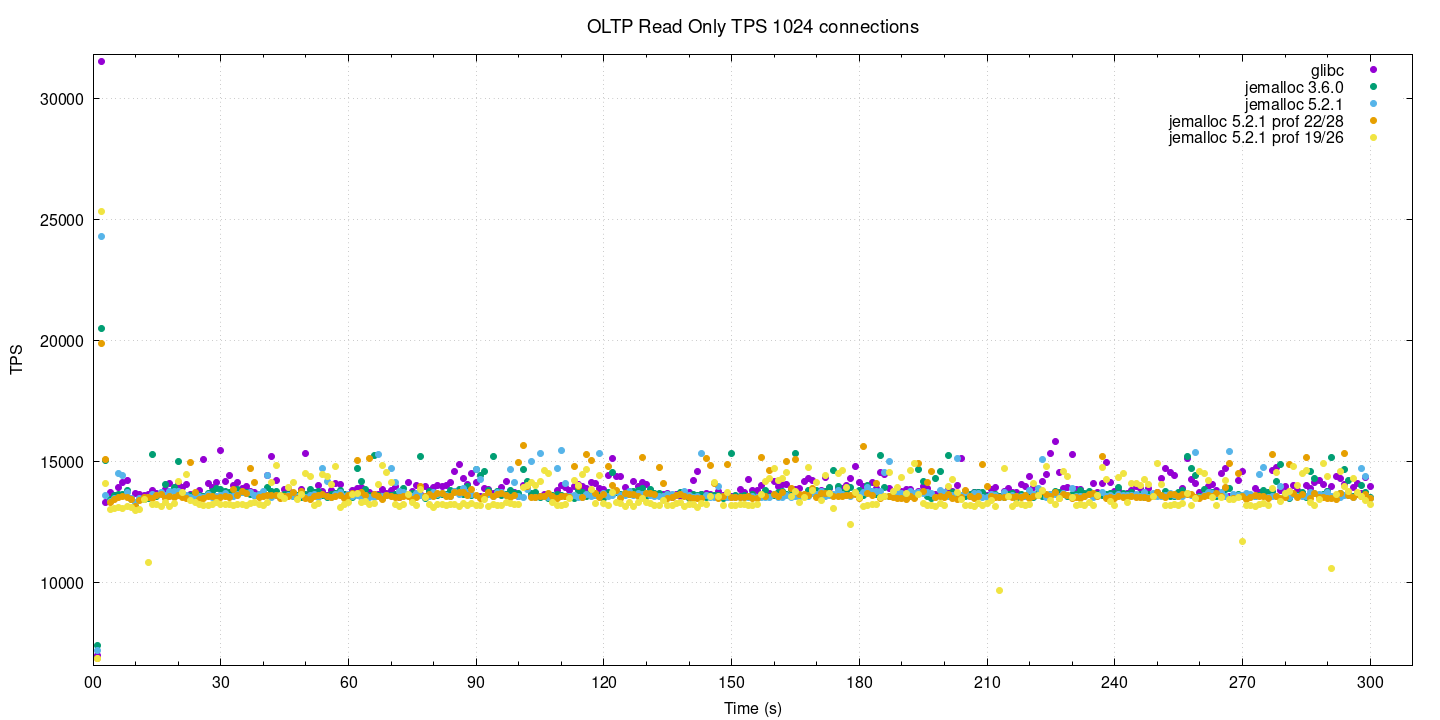 OLTP Read Only TPS 1024 connections
glibc
jemalloc 3.6.0
jemalloc 5.2.1
jemalloc 5.2.1 prof 22/28
jemalloc 5.2.1 prof 19/26
30000
25000
20000
15000
10000
TPS
00 30 60 90 120 150 180 210 240 270 300
Time (s)